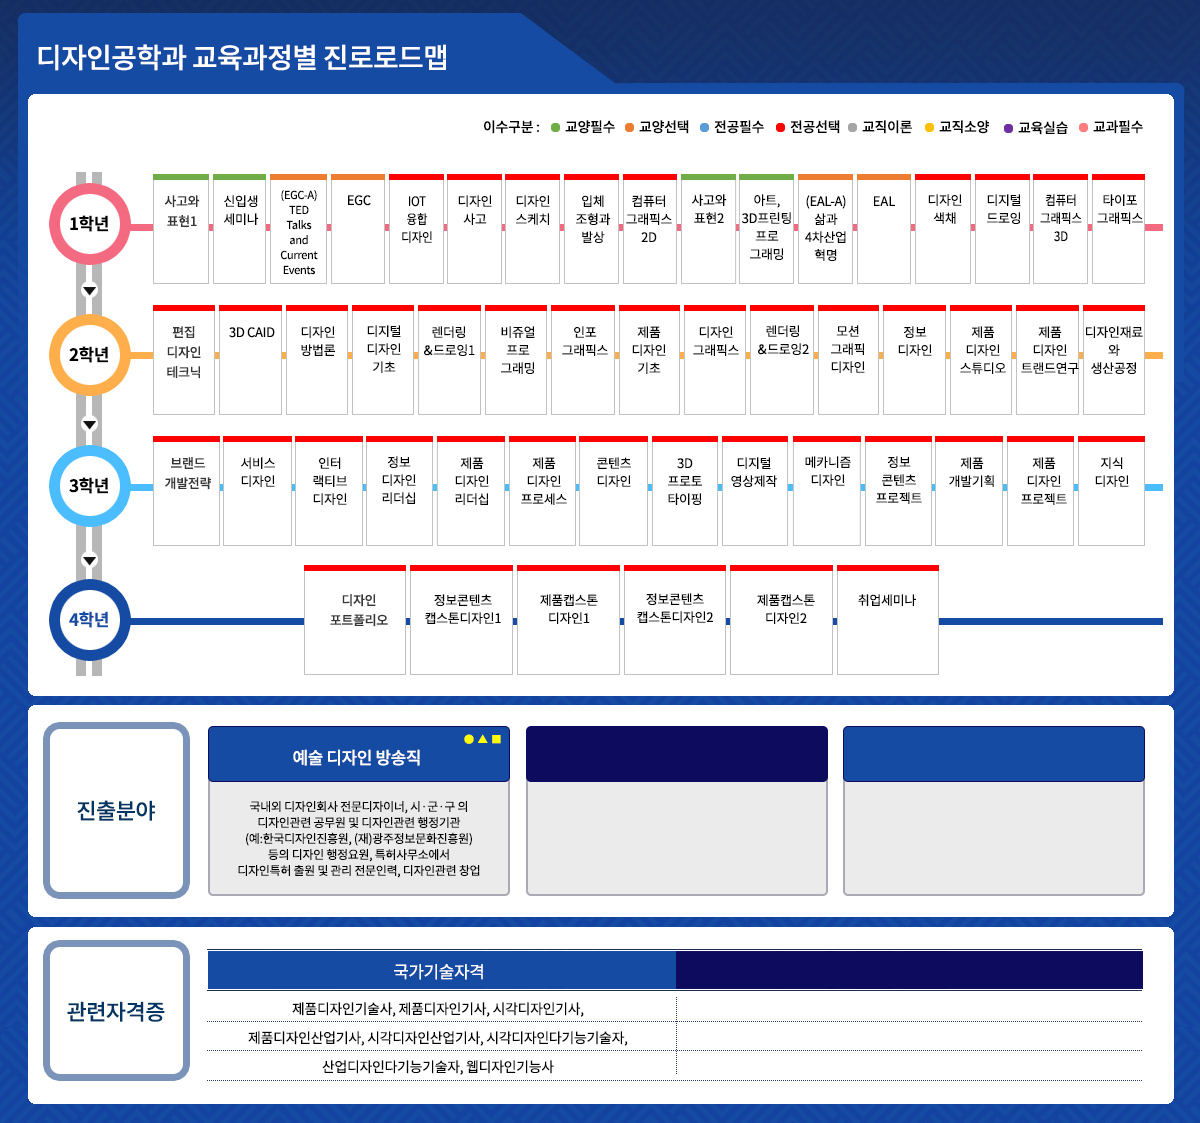 디자인공학과 교육과정별 진로로드맵
이수구분 : 교양필수 교양선택 전공필수 전공선택 교직이론 교직소양 교육실습 교과필수
1학년
사고와
표현1
신입생
세미나
(EGC-A)
TED
Talks
and
Current
Events
EGC
IOT
융합
디자인
디자인
사고
디자인
스케치
입체
조형과
발상
컴퓨터
그래픽스
2D
사고와
표현2
아트,
3D프린팅
프로
그래밍
(EAL-A)
삶과
4차산업
혁명
EAL
디자인
색채
디지털
드로잉
컴퓨터
그래픽스
3D
타이포
그래픽스
2학년
편집
디자인
테크닉
3D CAID
디자인
방법론
디지털
디자인
기초
렌더링
&드로잉1
비쥬얼
프로
그래밍
인포
그래픽스
제품
디자인
기초
디자인
그래픽스
렌더링
&드로잉2
모션
그래픽
디자인
정보
디자인
제품
디자인
스튜디오
제품
디자인
트랜드연구
디자인재료
와
생산공정
3학년
브랜드
개발전략
서비스
디자인
인터
랙티브
디자인
정보
디자인
리더십
제품
디자인
리더십
제품
디자인
프로세스
콘텐츠
디자인
3D
프로토
타이핑
디지털
영상제작
메카니즘
디자인
정보
콘텐츠
프로젝트
제품
개발기획
제품
디자인
프로젝트
지식
디자인
4학년
디자인
포트폴리오
정보콘텐츠
캡스톤디자인1
제품캡스톤
디자인1
정보콘텐츠
캡스톤디자인2
제품캡스톤
디자인2
취업세미나
진출분야
예술 디자인 방송직
국내외 디자인회사 전문디자이너, 시·군·구 의
디자인관련 공무원 및 디자인관련 행정기관
(예:한국디자인진흥원, (재)광주정보문화진흥원)
등의 디자인 행정요원, 특허사무소에서
디자인특허 출원 및 관리 전문인력, 디자인관련 창업
관련자격증
국가기술자격
제품디자인기술사, 제품디자인기사, 시각디자인기사,
제품디자인산업기사, 시각디자인산업기사, 시각디자인다기능기술자,
산업디자인다기능기술자, 웹디자인기능사